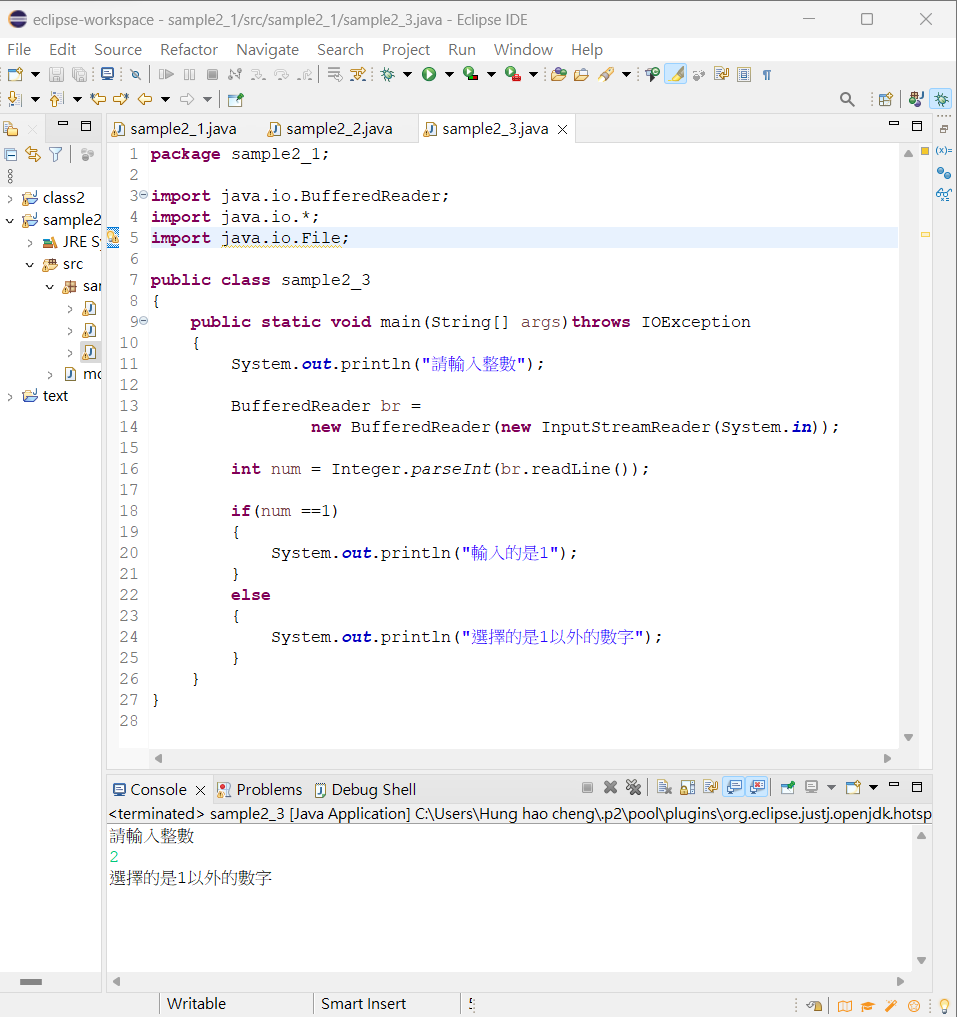 eclipse-workspace - sample2_1/src/sample2_1/sample2_3.java - Eclipse IDE
File Edit Source Refactor Navigate Search Project Run Window Help
sample2_1.java sample2_2.java sample2_3.java
class2
sample2
JRE S
src
sar
mo
text
1 package sample2_1;
2
3 import java.io.BufferedReader;
4 import java.io.*;
5 import java.io.File;
6
7 public class sample2_3
8 {
9 public static void main(String[] args)throws IOException
10 {
11 System.out.println("請輸入整數");
12
13 BufferedReader br =
14 new BufferedReader(new InputStreamReader(System.in));
15
16 int num = Integer.parseInt(br.readLine());
17
18 if(num ==1)
19 {
20 System.out.println("輸入的是1");
21 }
22 else
23 {
24 System.out.println("選擇的是1以外的數字");
25 }
26 }
27 }
28
Console Problems Debug Shell
<terminated> sample2_3 [Java Application] C:\Users\Hung hao cheng\.p2\pool\plugins\org.eclipse.justj.openjdk.hotsp
請輸入整數
2
選擇的是1以外的數字
Writable Smart Insert